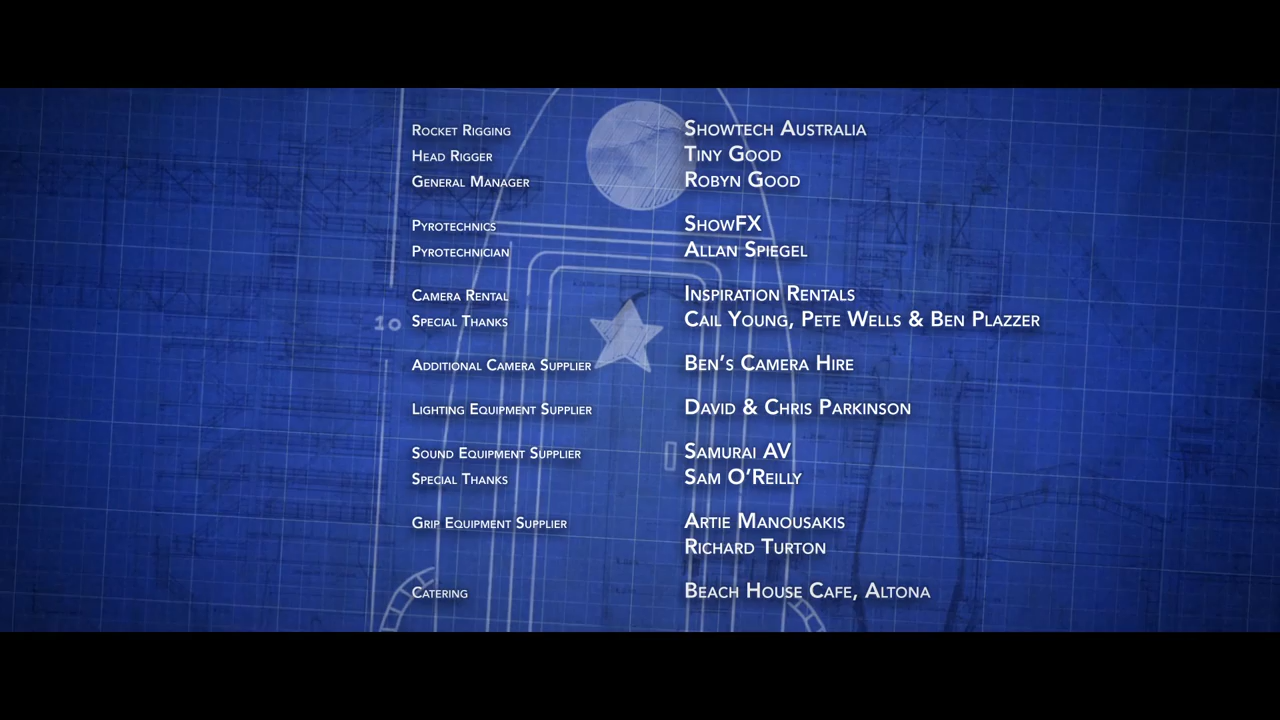 Rocket Rigging Showtech Australia
Head Rigger Tiny Good
General Manager Robyn Good
Pyrotechnics ShowFX
Pyrotechnician Allan Spiegel
Camera Rental Inspiration Rentals
10
Special Thanks Cail Young, Pete Wells & Ben Plazzer
Additional Camera Supplier Ben's Camera Hire
Lighting Equipment Supplier David & Chris Parkinson
Sound Equipment Supplier Samurai AV
Special Thanks Sam O'Reilly
Grip Equipment Supplier Artie Manousakis
Richard Turton
Catering Beach House Cafe, Altona